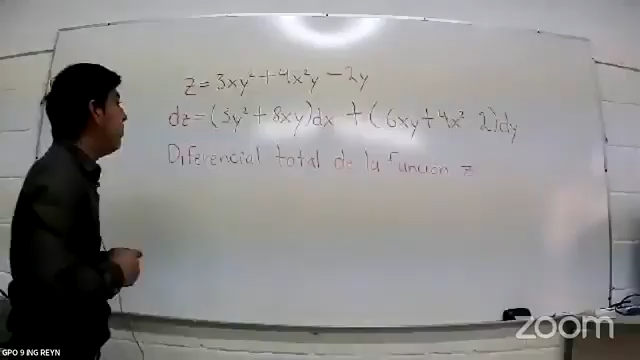 z = 3xy² + 4x²y - 2y
dz = (3y² + 8xy)dx + (6xy + 4x² 2)dy
Diferencial total de la funcion z
zoom
GPO 9 ING REYN